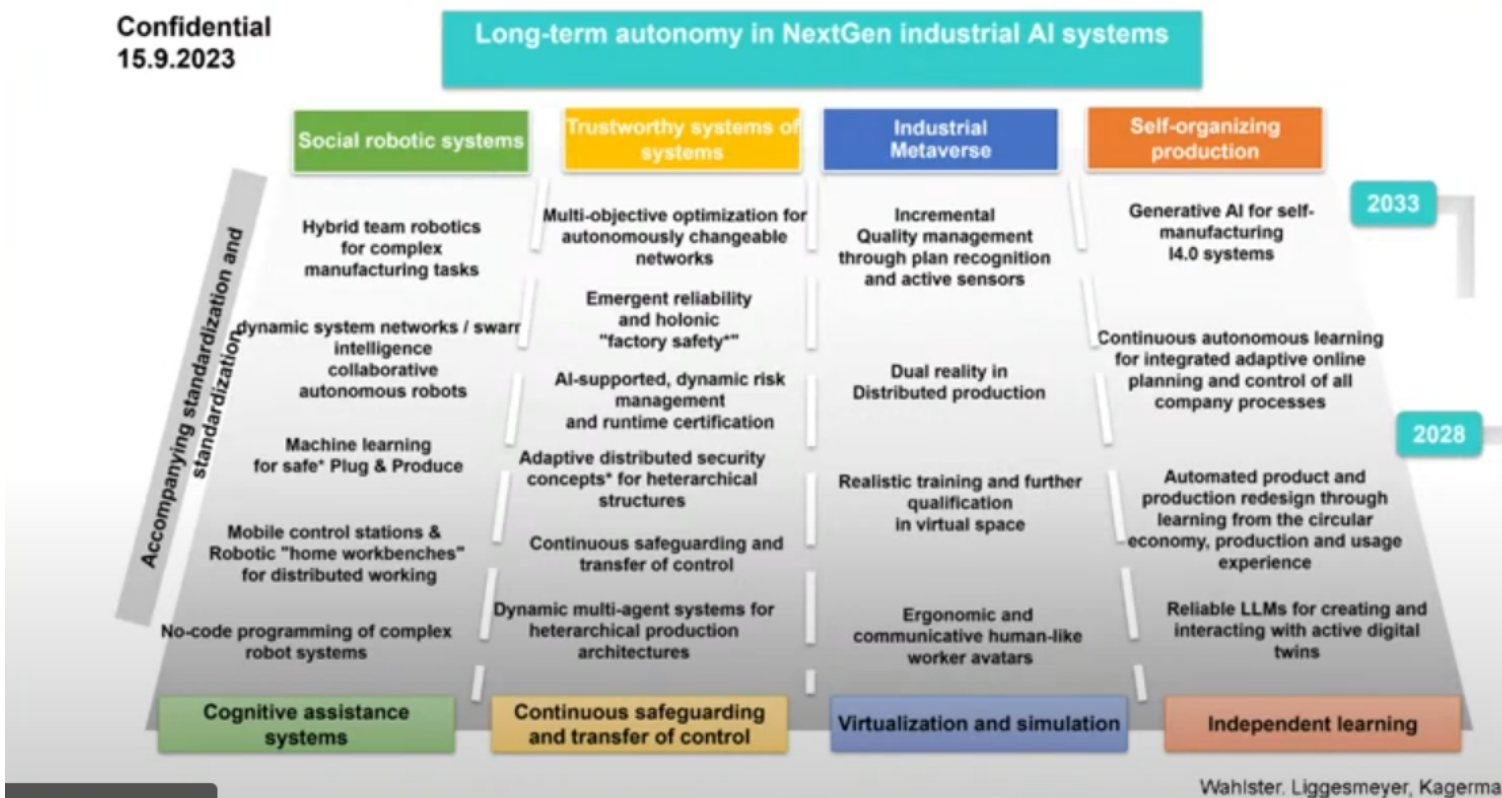 Confidential
15.9.2023
Long-term autonomy in NextGen industrial AI systems
Social robotic systems
Trustworthy systems of
systems
Industrial
Metaverse
Self-organizing
production
2033
2028
Accompanying standardization and
standardization
Hybrid team robotics
for complex
manufacturing tasks
dynamic system networks / swarm
intelligence
collaborative
autonomous robots
Machine learning
for safe* Plug & Produce
Mobile control stations &
Robotic "home workbenches"
for distributed working
No-code programming of complex
robot systems
Multi-objective optimization for
autonomously changeable
networks
Emergent reliability
and holonic
"factory safety*"
AI-supported, dynamic risk
management
and runtime certification
Adaptive distributed security
concepts* for heterarchical
structures
Continuous safeguarding and
transfer of control
Dynamic multi-agent systems for
heterarchical production
architectures
Incremental
Quality management
through plan recognition
and active sensors
Dual reality in
Distributed production
Realistic training and further
qualification
in virtual space
Ergonomic and
communicative human-like
worker avatars
Generative AI for self-
manufacturing
I4.0 systems
Continuous autonomous learning
for integrated adaptive online
planning and control of all
company processes
Automated product and
production redesign through
learning from the circular
economy, production and usage
experience
Reliable LLMs for creating and
interacting with active digital
twins
Cognitive assistance
systems
Continuous safeguarding
and transfer of control
Virtualization and simulation
Independent learning
Wahlster. Liggesmeyer, Kagerma